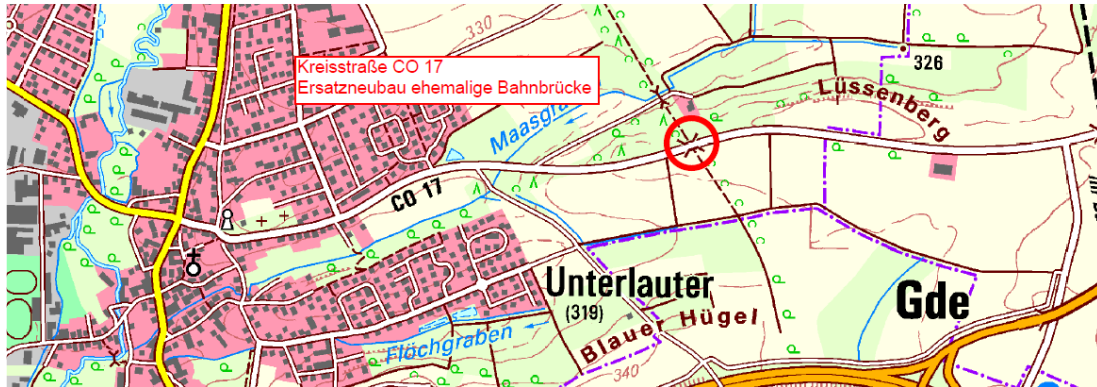 330
Kreisstraße CO 17
Ersatzneubau ehemalige Bahnbrücke
326
Lüssenberg
Maasgra
CO 17
Unterlauter
(319)
Gde
Blauer Hügel
Flöchgraben
340